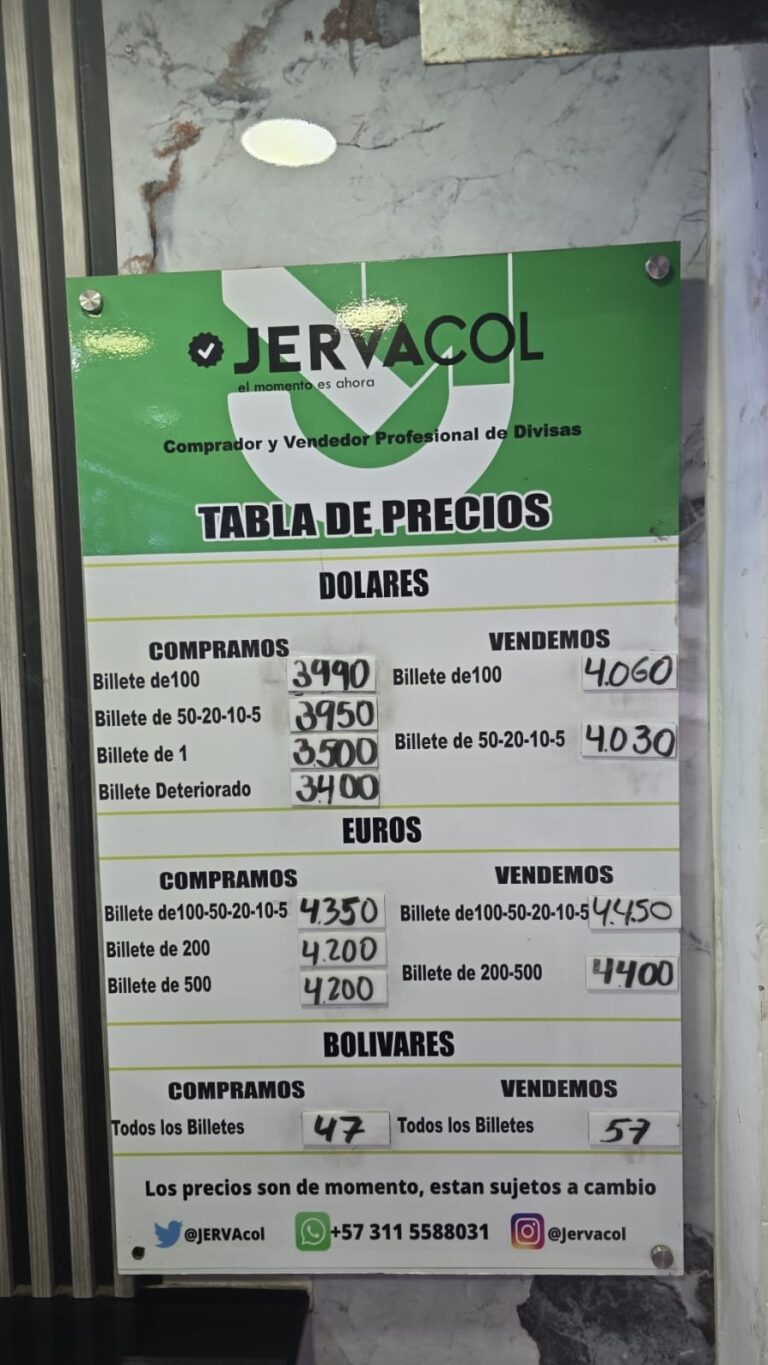 JERVACOL
el momento es ahora
Comprador y Vendedor Profesional de Divisas
TABLA DE PRECIOS
DOLARES
COMPRAMOS VENDEMOS
Billete de100 3990 Billete de100 4.060
Billete de 50-20-10-5 3950
Billete de 50-20-10-5 4.030
Billete de 1 3.500
Billete Deteriorado 3.400
EUROS
COMPRAMOS VENDEMOS
Billete de100-50-20-10-5 4.350 Billete de100-50-20-10-5 4.450
Billete de 200 4.200
Billete de 200-500 4400
Billete de 500 4.200
BOLIVARES
COMPRAMOS VENDEMOS
Todos los Billetes 47 Todos los Billetes 57
Los precios son de momento, estan sujetos a cambio
@JERVAcol +57 311 5588031 @Jervacol